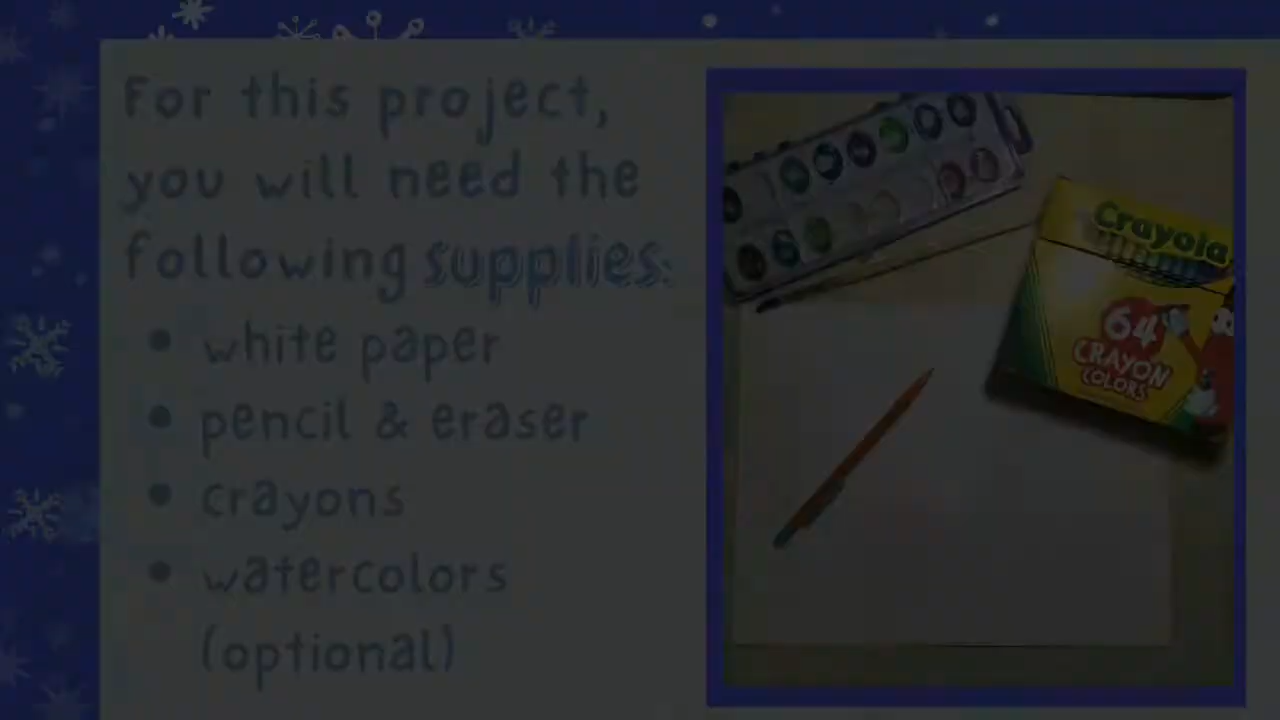 For this project,
you will need the
following supplies:
• white paper
• pencil & eraser
• crayons
• watercolors
(optional)
Crayola
64
CRAYON
COLORS